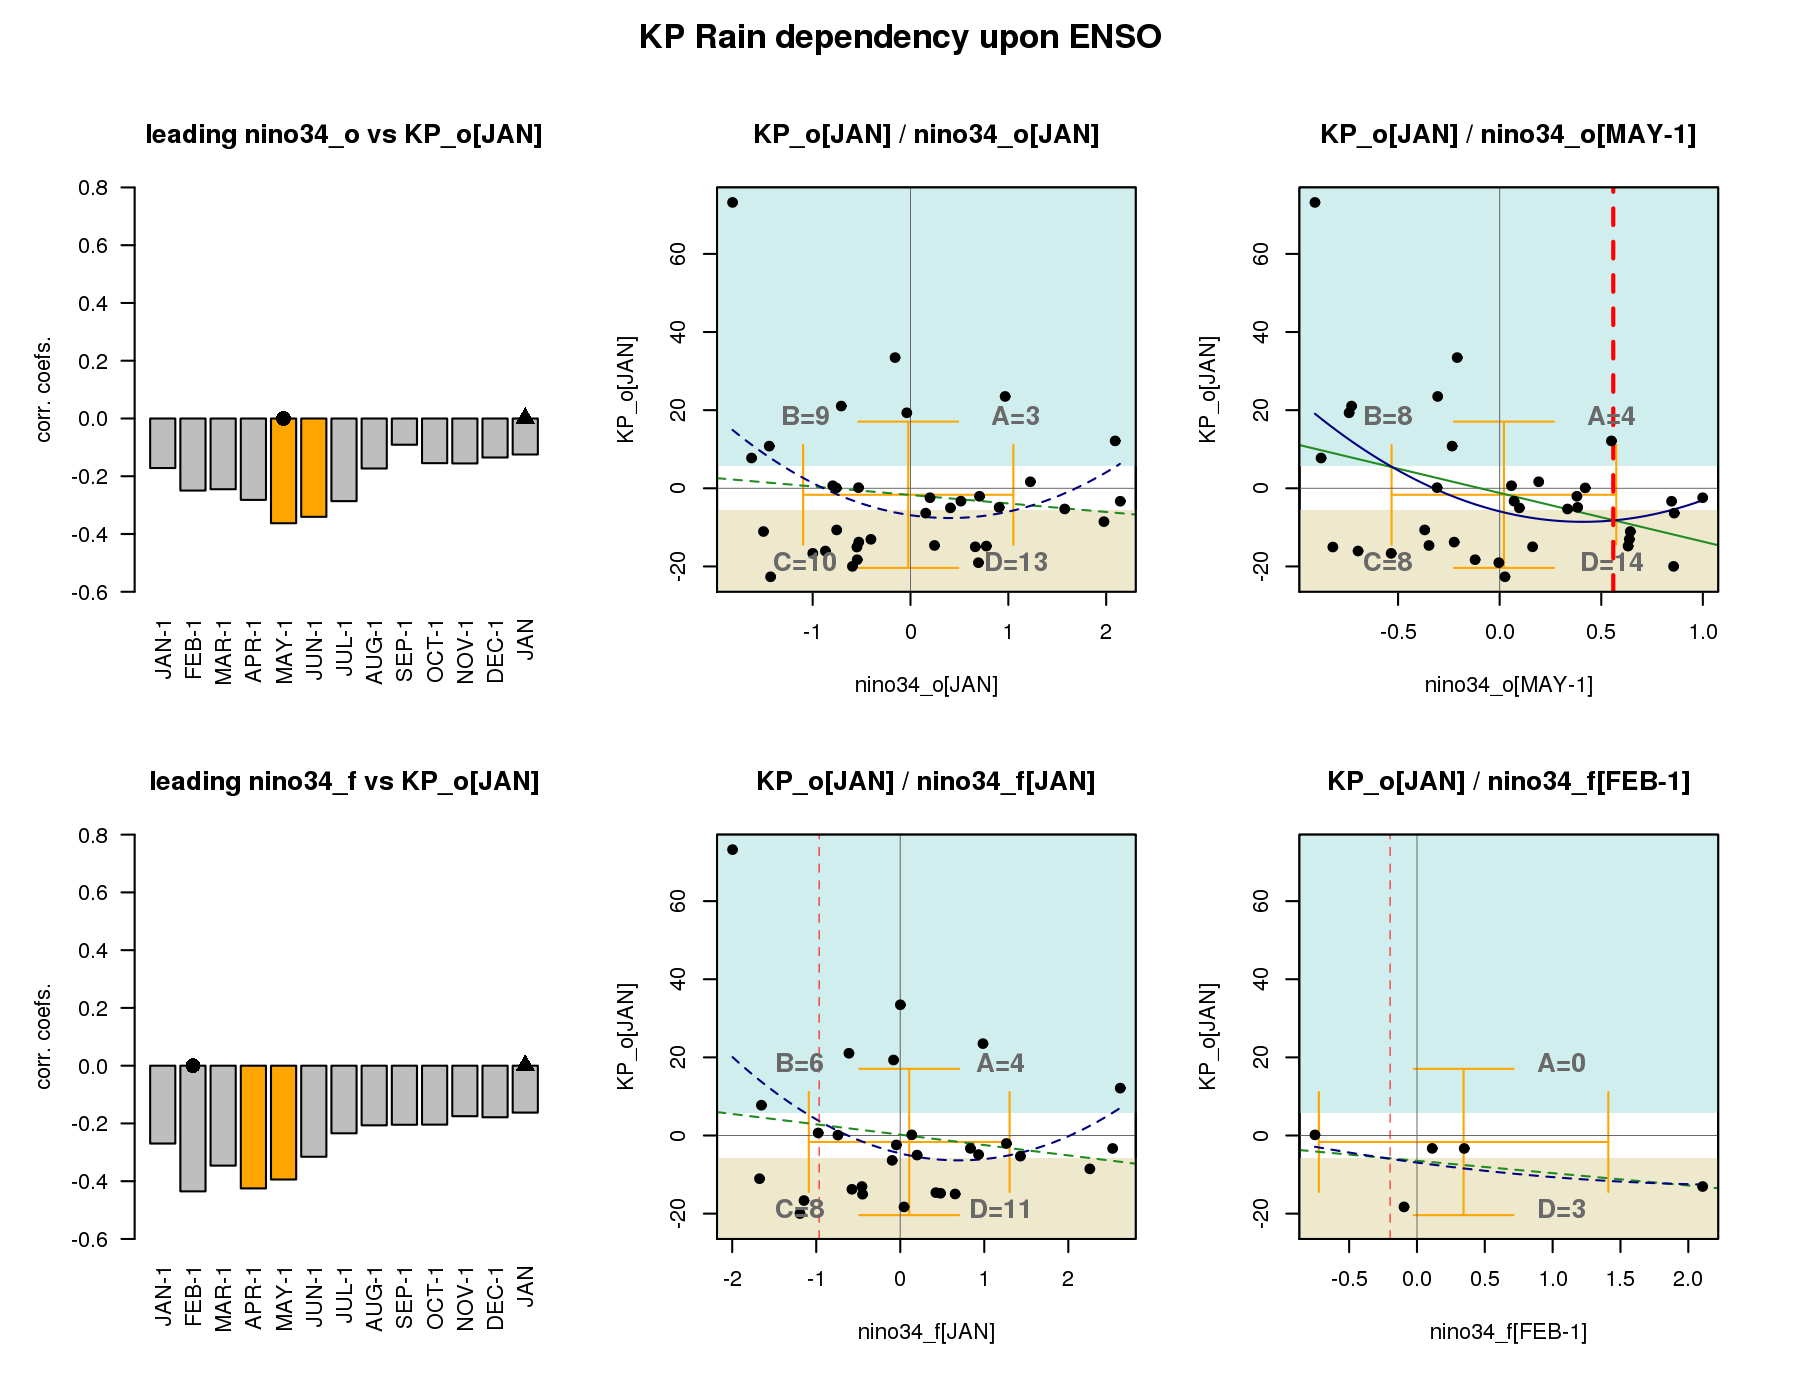 KP Rain dependency upon ENSO
leading nino34_o vs KP_o[JAN]
corr. coefs.
0.8
0.6
0.4
0.2
0.0
-0.2
-0.4
-0.6
JAN-1
FEB-1
MAR-1
APR-1
MAY-1
JUN-1
JUL-1
AUG-1
SEP-1
OCT-1
NOV-1
DEC-1
JAN
KP_o[JAN] / nino34_o[JAN]
KP_o[JAN]
60
40
20
0
-20
B=9
A=3
C=10
D=13
-1
0
1
2
nino34_o[JAN]
KP_o[JAN] / nino34_o[MAY-1]
KP_o[JAN]
60
40
20
0
-20
B=8
A=4
C=8
D=14
-0.5
0.0
0.5
1.0
nino34_o[MAY-1]
leading nino34_f vs KP_o[JAN]
corr. coefs.
0.8
0.6
0.4
0.2
0.0
-0.2
-0.4
-0.6
JAN-1
FEB-1
MAR-1
APR-1
MAY-1
JUN-1
JUL-1
AUG-1
SEP-1
OCT-1
NOV-1
DEC-1
JAN
KP_o[JAN] / nino34_f[JAN]
KP_o[JAN]
60
40
20
0
-20
B=6
A=4
C=8
D=11
-2
-1
0
1
2
nino34_f[JAN]
KP_o[JAN] / nino34_f[FEB-1]
KP_o[JAN]
60
40
20
0
-20
A=0
D=3
-0.5
0.0
0.5
1.0
1.5
2.0
nino34_f[FEB-1]